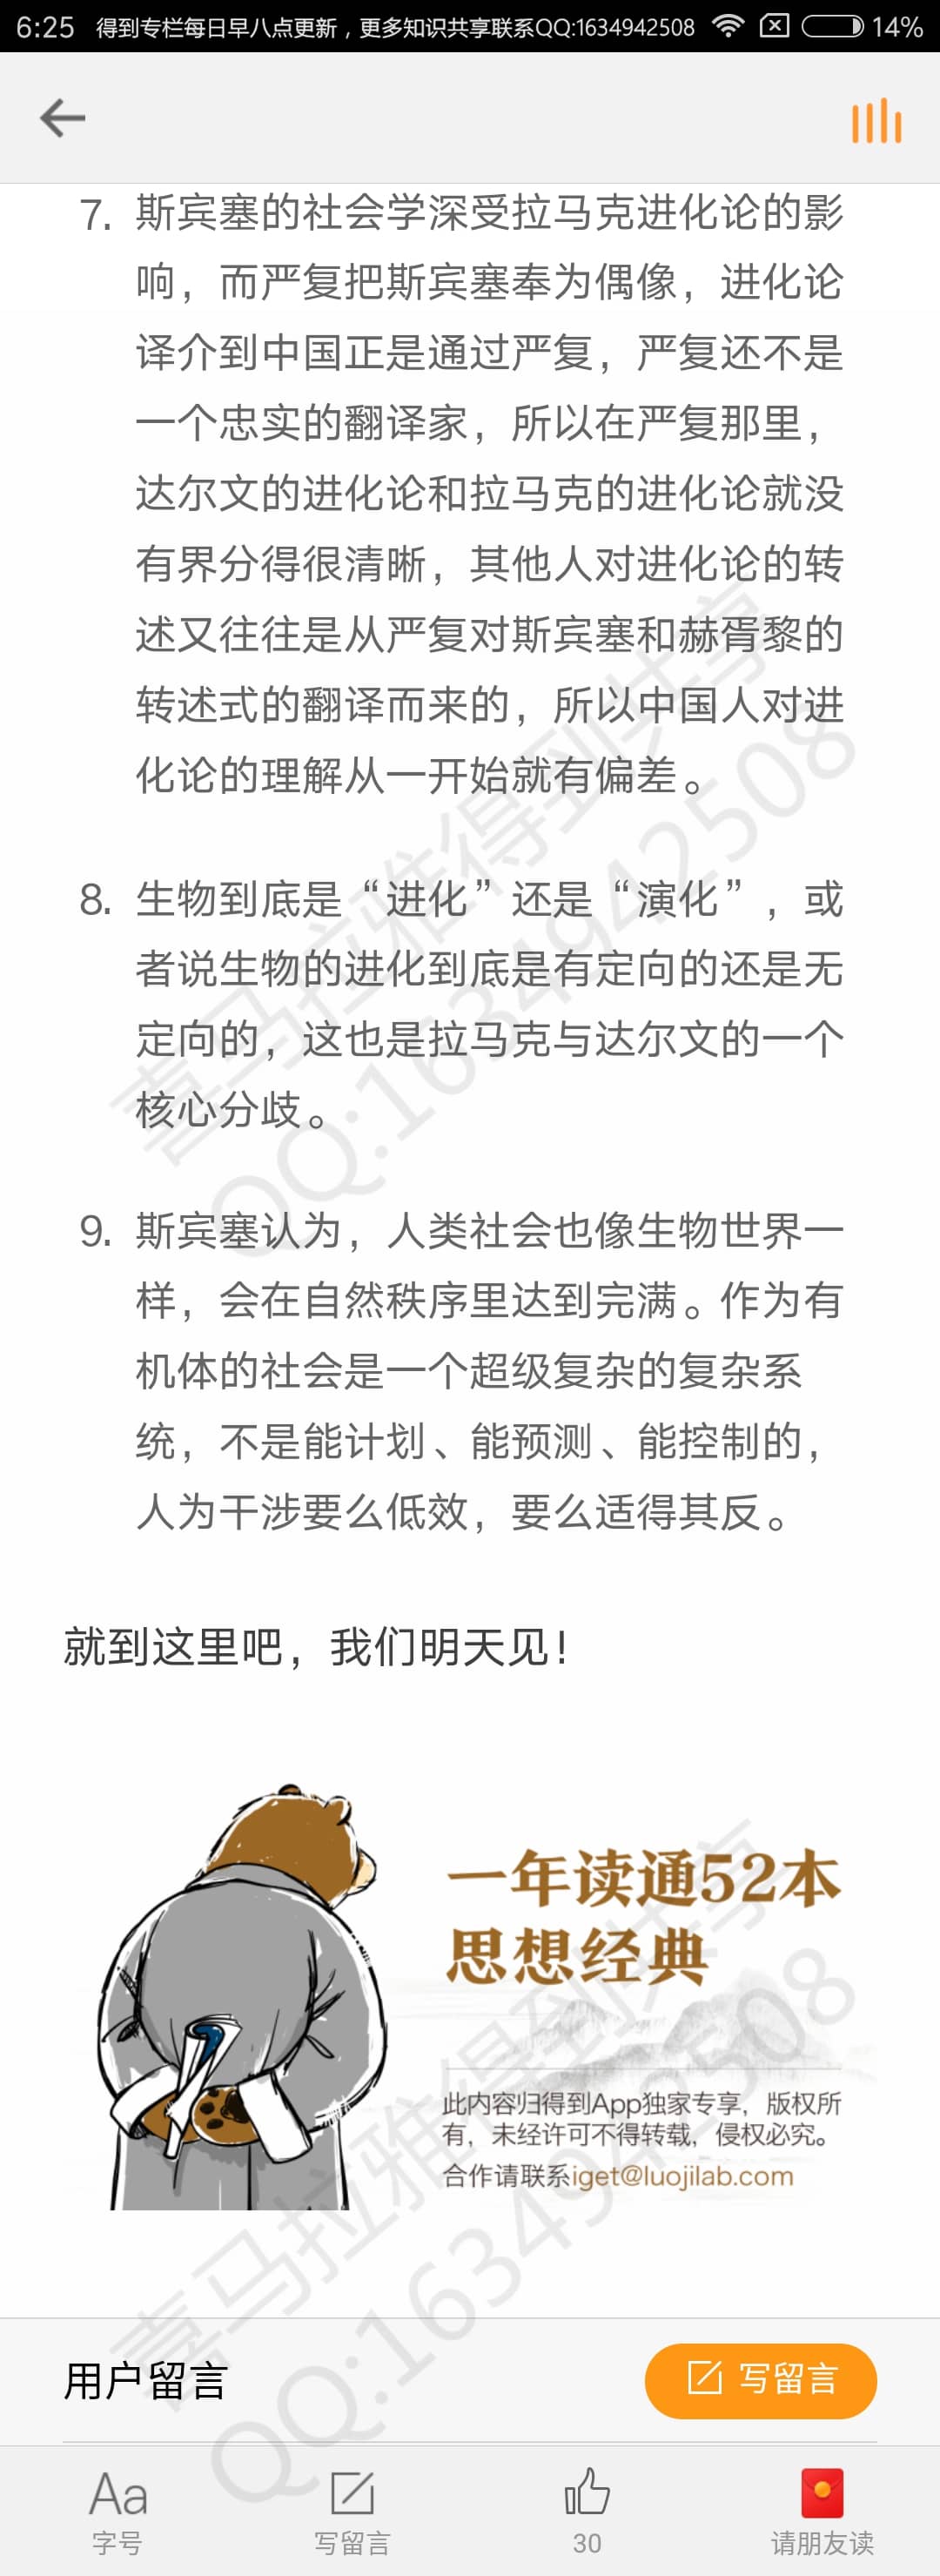 6:25 得到专栏每日早八点更新，更多知识共享联系QQ:1634942508 14%
7. 斯宾塞的社会学深受拉马克进化论的影
响，而严复把斯宾塞奉为偶像，进化论
译介到中国正是通过严复，严复还不是
一个忠实的翻译家，所以在严复那里，
达尔文的进化论和拉马克的进化论就没
有界分得很清晰，其他人对进化论的转
述又往往是从严复对斯宾塞和赫胥黎的
转述式的翻译而来的，所以中国人对进
化论的理解从一开始就有偏差。
8. 生物到底是“进化”还是“演化”，或
者说生物的进化到底是有定向的还是无
定向的，这也是拉马克与达尔文的一个
核心分歧。
9. 斯宾塞认为，人类社会也像生物世界一
样，会在自然秩序里达到完满。作为有
机体的社会是一个超级复杂的复杂系
统，不是能计划、能预测、能控制的，
人为干涉要么低效，要么适得其反。
喜马拉雅得到共享
QQ:1634942508
就到这里吧，我们明天见！
一年读通52本
思想经典
此内容归得到App独家专享，版权所
有，未经许可不得转载，侵权必究。
合作请联系iget@luojilab.com
喜马拉雅得到共享
QQ:1634942508
用户留言
写留言
Aa
字号
写留言
30
请朋友读